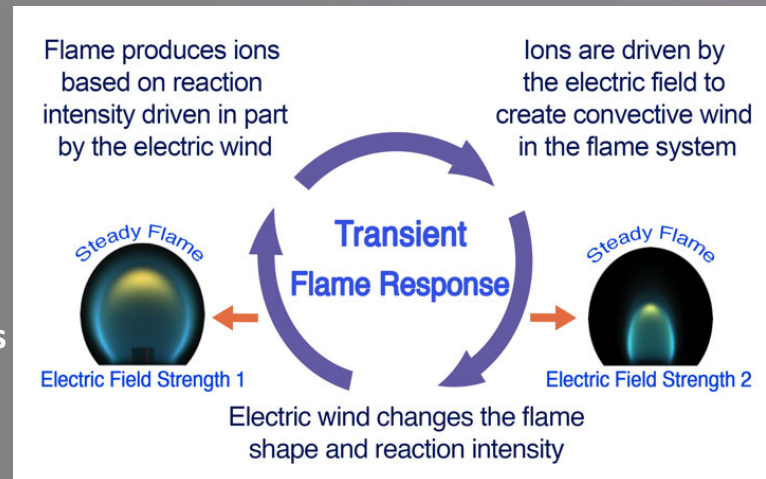 Flame produces ions
based on reaction
intensity driven in part
by the electric wind
Ions are driven by
the electric field to
create convective wind
in the flame system
Transient
Flame Response
Steady Flame
Steady Flame
s
Electric Field Strength 1
Electric Field Strength 2
Electric wind changes the flame
shape and reaction intensity